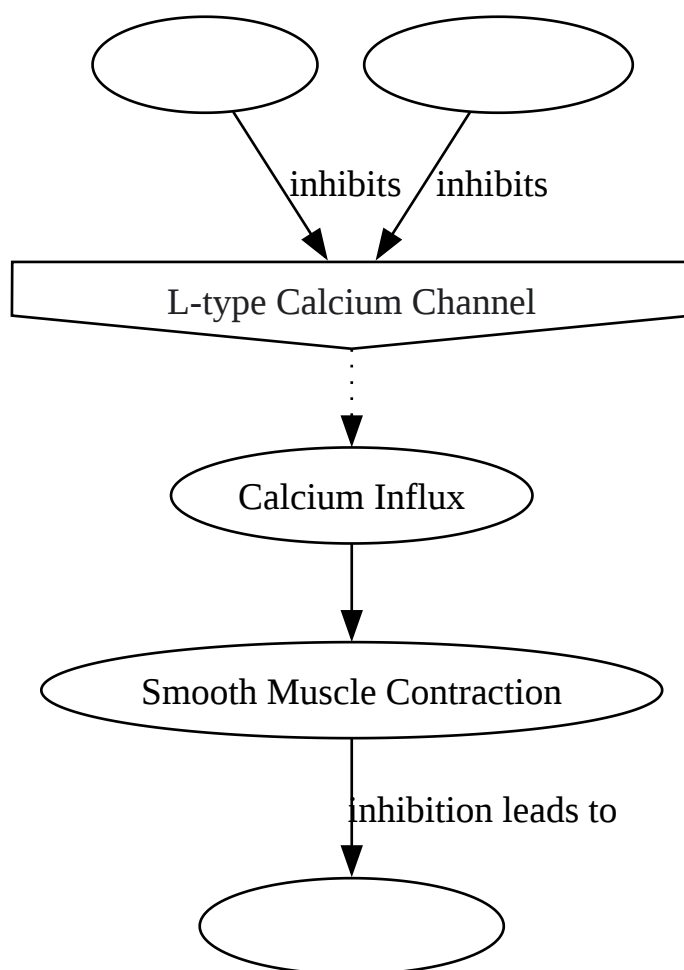 inhibits
inhibits
L-type Calcium Channel
Calcium Influx
Smooth Muscle Contraction
inhibition leads to